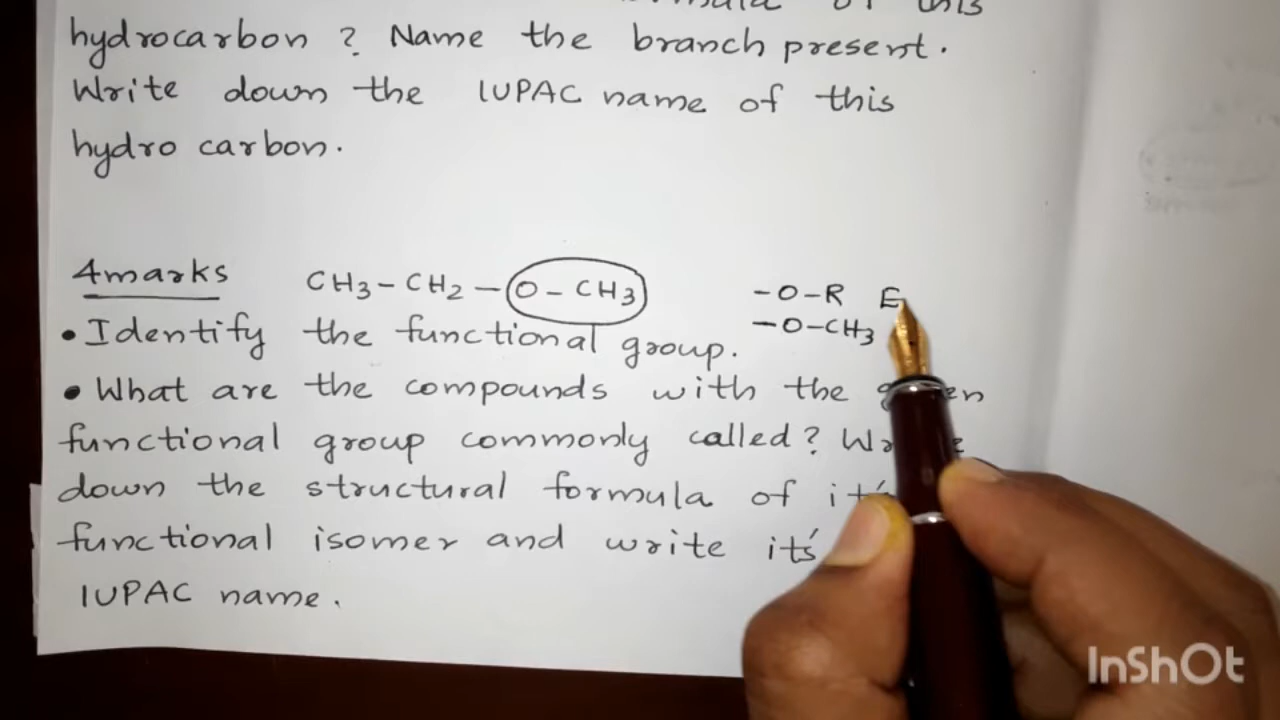 of this
hydrocarbon ? Name the branch present.
Write down the IUPAC name of this
hydro carbon.
4marks CH3-CH2-O-CH3 -O-R E
• Identify the functional group. -O-CH3
• What are the compounds with the
functional group commonly called?
down the structural formula of
functional isomer and write it's
IUPAC name.
InShOt